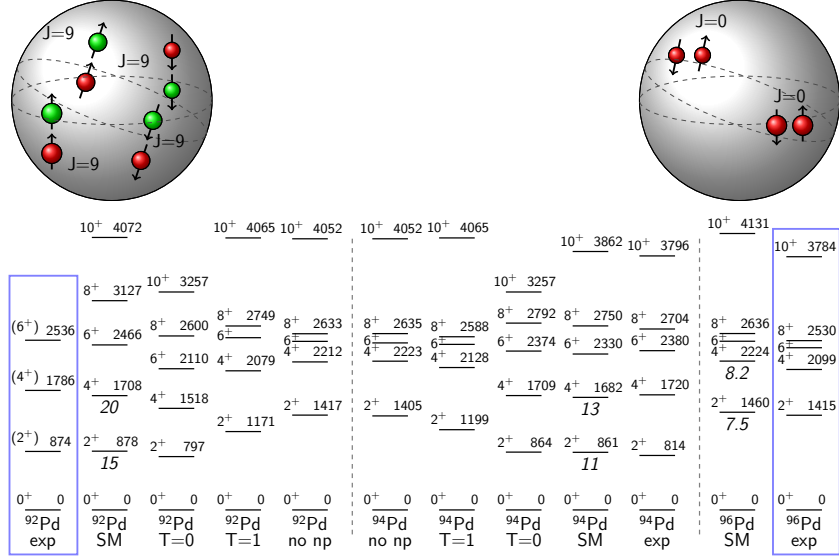 J=9
J=9
J=9
J=9
J=0
J=0
10⁺ 4072
8⁺ 3127
6⁺ 2466
4⁺ 1708
20
2⁺ 878
15
0⁺ 0
⁹²Pd
SM
(6⁺) 2536
(4⁺) 1786
(2⁺) 874
0⁺ 0
⁹²Pd
exp
10⁺ 3257
8⁺ 2600
6⁺ 2110
4⁺ 1518
2⁺ 797
0⁺ 0
⁹²Pd
T=0
10⁺ 4065
8⁺ 2749
6⁺
4⁺ 2079
2⁺ 1171
0⁺ 0
⁹²Pd
T=1
10⁺ 4052
8⁺ 2633
6⁺
4⁺ 2212
2⁺ 1417
0⁺ 0
⁹²Pd
no np
10⁺ 4052
8⁺ 2635
6⁺
4⁺ 2223
2⁺ 1405
0⁺ 0
⁹⁴Pd
no np
10⁺ 4065
8⁺ 2588
6⁺
4⁺ 2128
2⁺ 1199
0⁺ 0
⁹⁴Pd
T=1
10⁺ 3257
8⁺ 2792
6⁺ 2374
4⁺ 1709
2⁺ 864
0⁺ 0
⁹⁴Pd
T=0
10⁺ 3862
8⁺ 2750
6⁺ 2330
4⁺ 1682
13
2⁺ 861
11
0⁺ 0
⁹⁴Pd
SM
10⁺ 3796
8⁺ 2704
6⁺ 2380
4⁺ 1720
2⁺ 814
0⁺ 0
⁹⁴Pd
exp
10⁺ 4131
8⁺ 2636
6⁺
4⁺ 2224
8.2
2⁺ 1460
7.5
0⁺ 0
⁹⁶Pd
SM
10⁺ 3784
8⁺ 2530
6⁺
4⁺ 2099
2⁺ 1415
0⁺ 0
⁹⁶Pd
exp